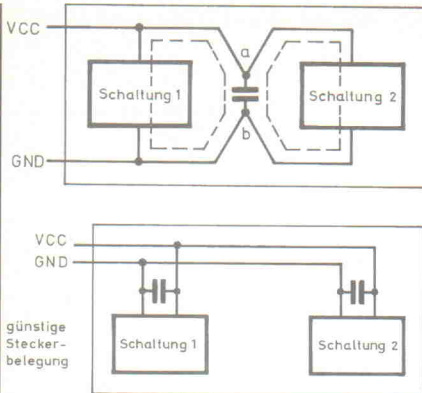 VCC
a
Schaltung 1
Schaltung 2
b
GND
VCC
GND
günstige
Stecker-
belegung
Schaltung 1
Schaltung 2